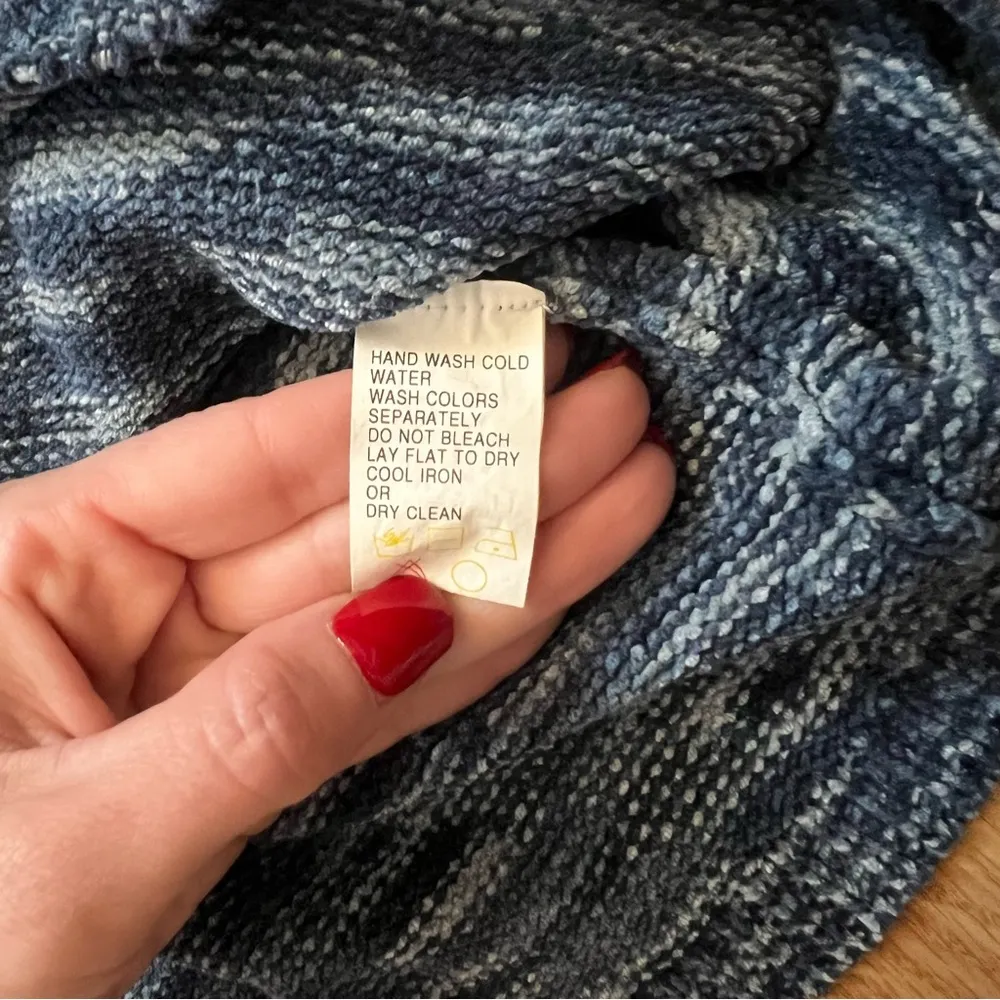 HAND WASH COLD
WATER
WASH COLORS
SEPARATELY
DO NOT BLEACH
LAY FLAT TO DRY
COOL IRON
OR
DRY CLEAN